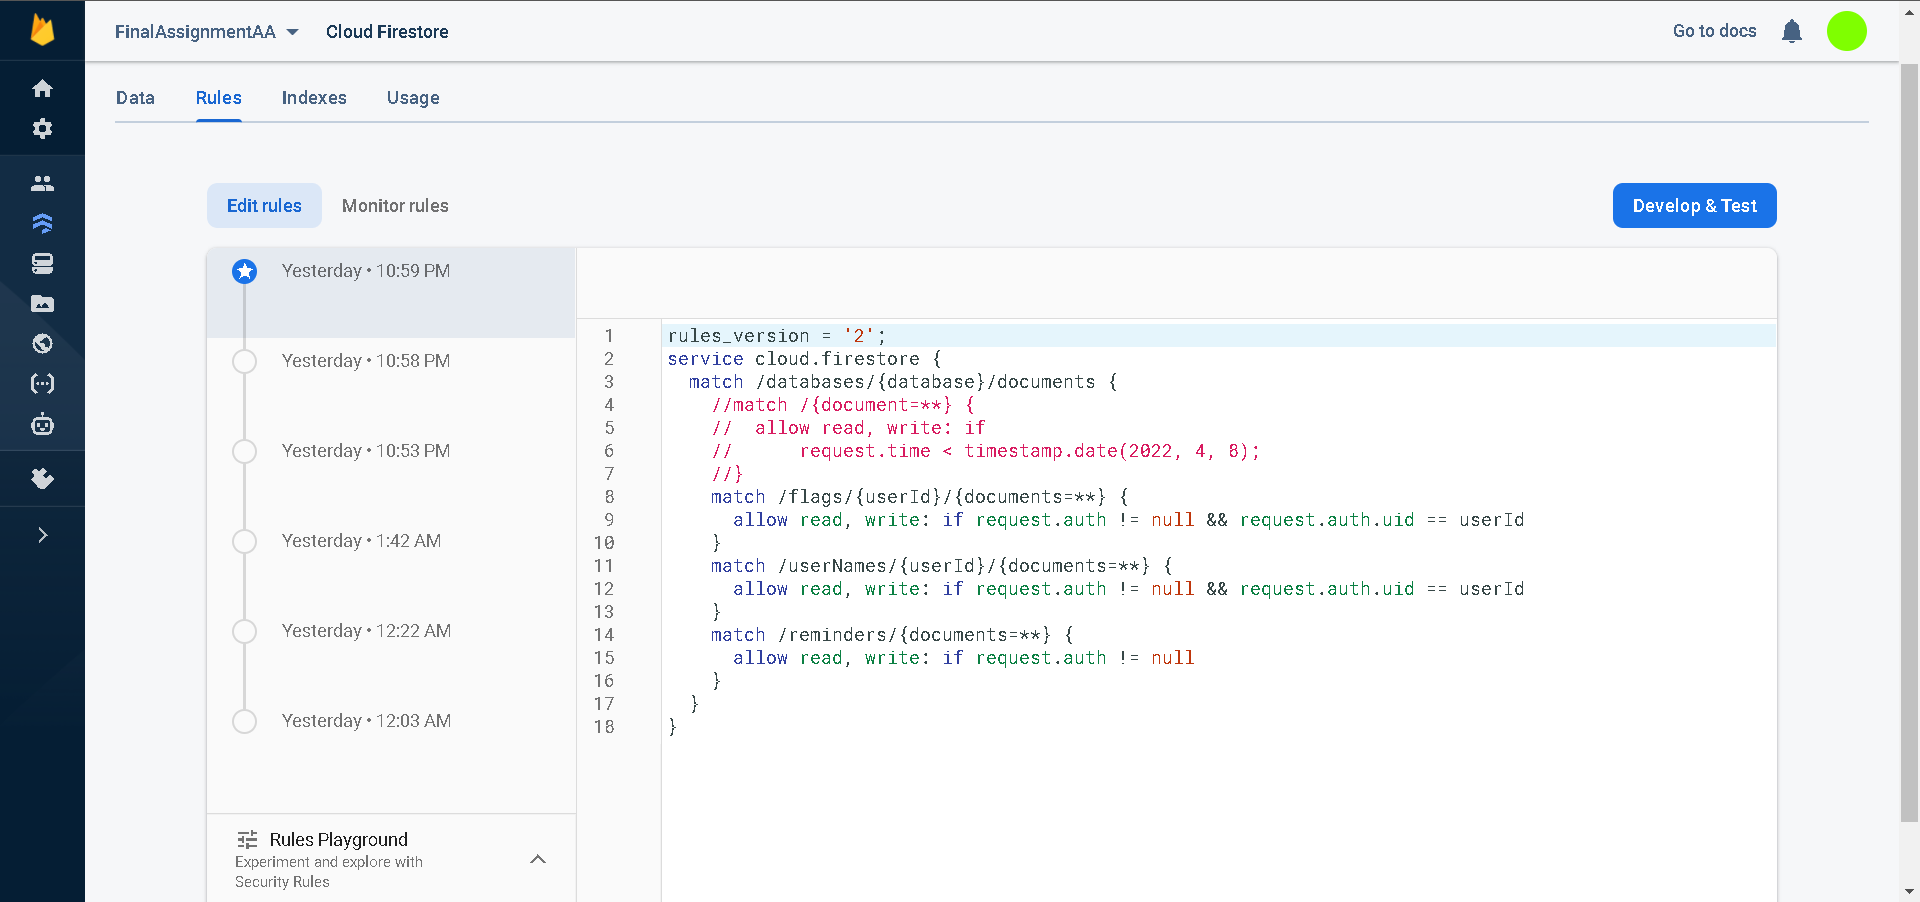 FinalAssignmentAA Cloud Firestore Go to docs
Data Rules Indexes Usage
Edit rules Monitor rules Develop & Test
Yesterday • 10:59 PM
Yesterday • 10:58 PM
Yesterday • 10:53 PM
Yesterday • 1:42 AM
Yesterday • 12:22 AM
Yesterday • 12:03 AM
Rules Playground
Experiment and explore with
Security Rules
1 rules_version = '2';
2 service cloud.firestore {
3   match /databases/{database}/documents {
4     //match /{document=**} {
5     //  allow read, write: if
6     //      request.time < timestamp.date(2022, 4, 8);
7     //}
8     match /flags/{userId}/{documents=**} {
9       allow read, write: if request.auth != null && request.auth.uid == userId
10     }
11     match /userNames/{userId}/{documents=**} {
12       allow read, write: if request.auth != null && request.auth.uid == userId
13     }
14     match /reminders/{documents=**} {
15       allow read, write: if request.auth != null
16     }
17   }
18 }